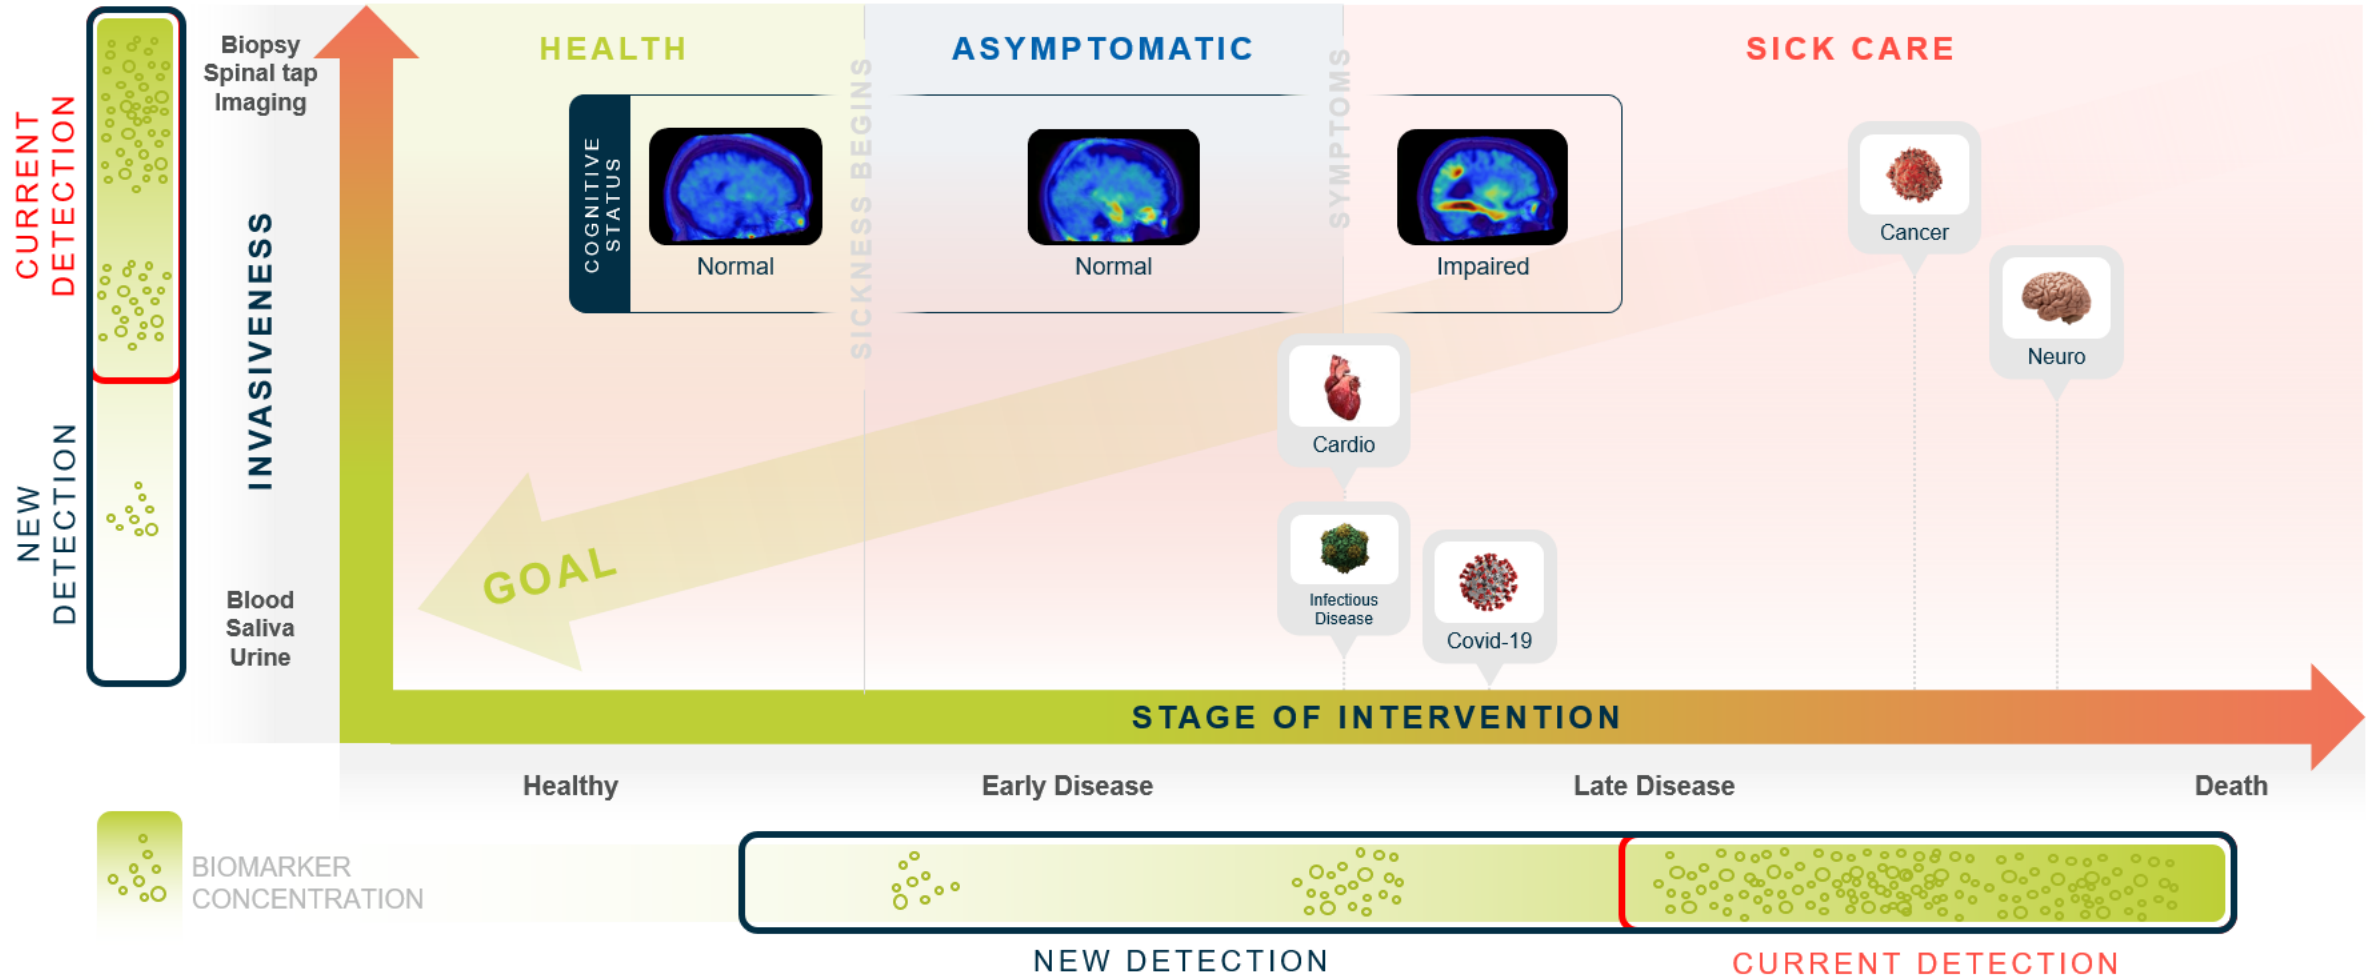 CURRENT
DETECTION
NEW
DETECTION
Biopsy
Spinal tap
Imaging
INVASIVENESS
Blood
Saliva
Urine
HEALTH
ASYMPTOMATIC
SICK CARE
SICKNESS BEGINS
SYMPTOMS
COGNITIVE
STATUS
Normal
Normal
Impaired
Cancer
Neuro
Cardio
Infectious
Disease
Covid-19
GOAL
STAGE OF INTERVENTION
Healthy
Early Disease
Late Disease
Death
BIOMARKER
CONCENTRATION
NEW DETECTION
CURRENT DETECTION